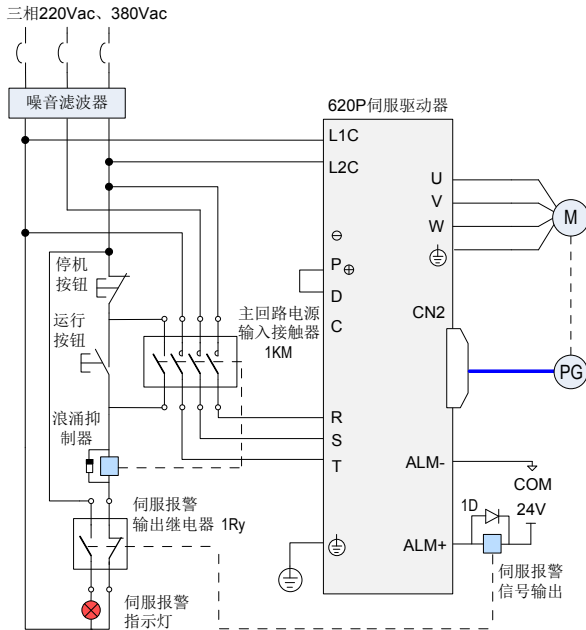 三相220Vac、380Vac
噪音滤波器
620P伺服驱动器
L1C
L2C
U
V
W
M
⊖
P⊕
D
C
CN2
PG
停机
按钮
运行
按钮
主回路电源
输入接触器
1KM
浪涌抑
制器
R
S
T
ALM-
COM
1D
24V
ALM+
伺服报警
输出继电器 1Ry
伺服报警
信号输出
伺服报警
指示灯